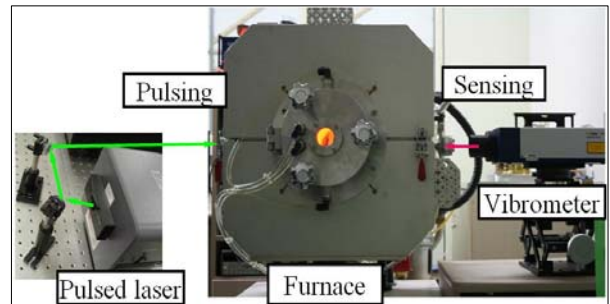 Pulsing
Sensing
Vibrometer
Pulsed laser
Furnace